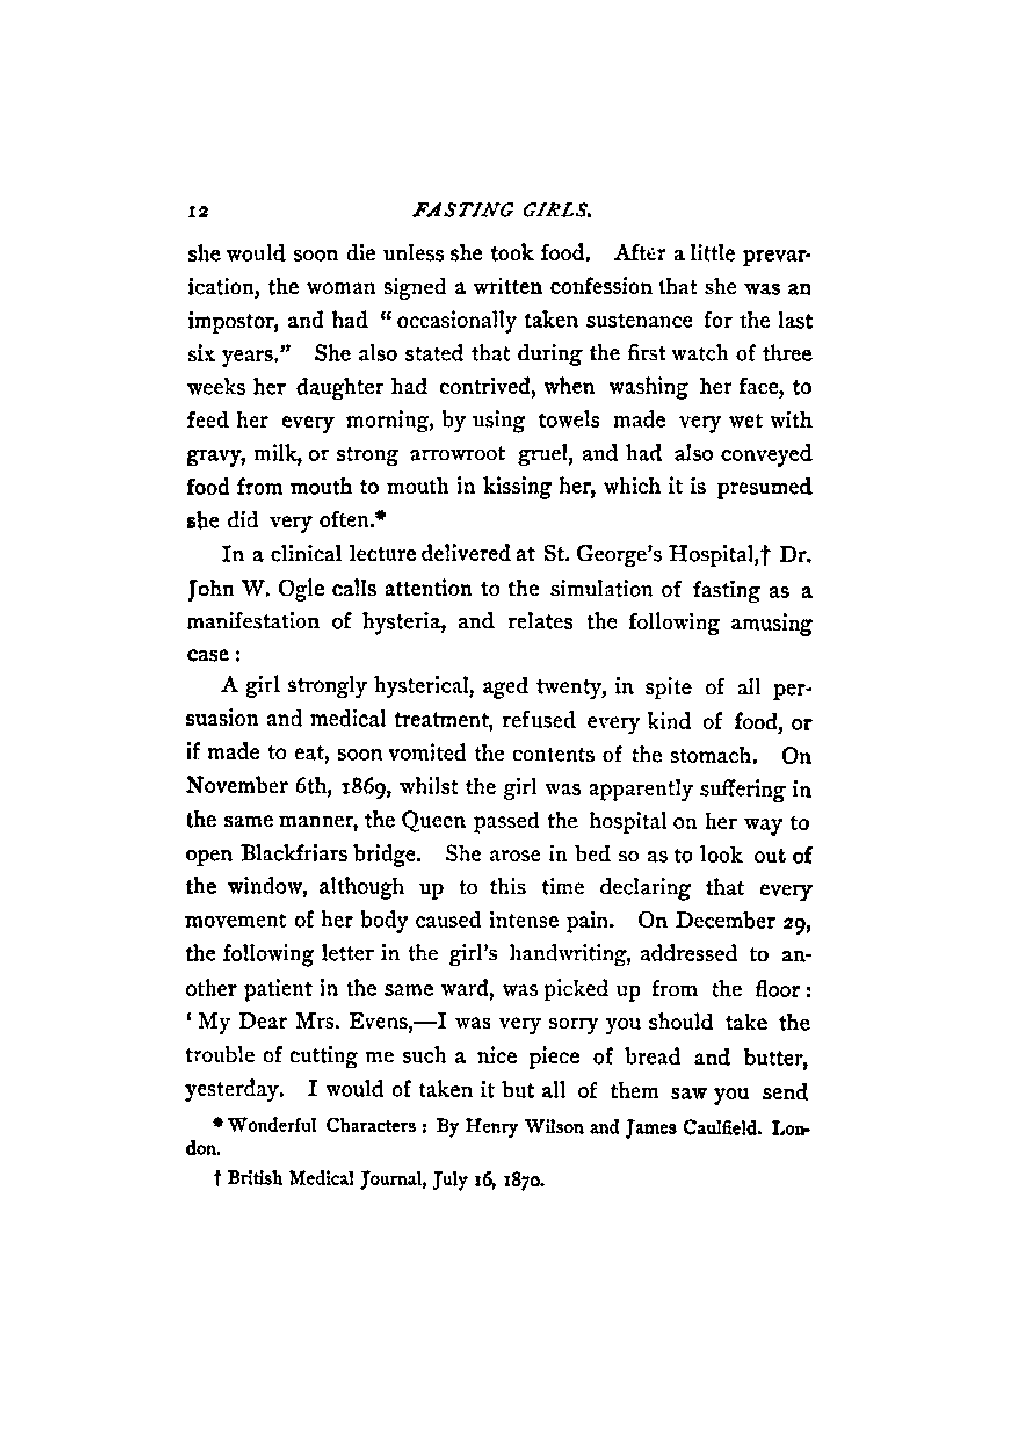 12 FASTING GIRLS.
she would soon die unless she took food. After a little prevar-
ication, the woman signed a written confession that she was an
impostor, and had "occasionally taken sustenance for the last
six years." She also stated that during the first watch of three
weeks her daughter had contrived, when washing her face, to
feed her every morning, by using towels made very wet with
gravy, milk, or strong arrowroot gruel, and had also conveyed
food from mouth to mouth in kissing her, which it is presumed
she did very often.*
In a clinical lecture delivered at St. George's Hospital,† Dr.
John W. Ogle calls attention to the simulation of fasting as a
manifestation of hysteria, and relates the following amusing
case:
A girl strongly hysterical, aged twenty, in spite of all per-
suasion and medical treatment, refused every kind of food, or
if made to eat, soon vomited the contents of the stomach. On
November 6th, 1869, whilst the girl was apparently suffering in
the same manner, the Queen passed the hospital on her way to
open Blackfriars bridge. She arose in bed so as to look out of
the window, although up to this time declaring that every
movement of her body caused intense pain. On December 29,
the following letter in the girl's handwriting, addressed to an-
other patient in the same ward, was picked up from the floor:
'My Dear Mrs. Evens,—I was very sorry you should take the
trouble of cutting me such a nice piece of bread and butter,
yesterday. I would of taken it but all of them saw you send
* Wonderful Characters: By Henry Wilson and James Caulfield. Lon-
don.
† British Medical Journal, July 16, 1870.